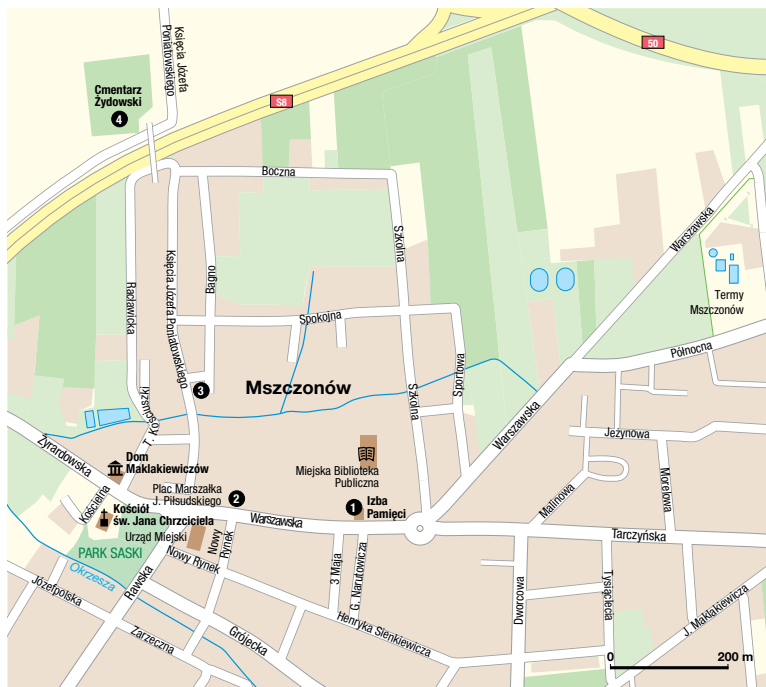 Księcia Józefa
Poniatowskiego
50
Cmentarz
Żydowski
4
S8
Boczna
Szkolna
Warszawska
Racławicka
Księcia Józefa Poniatowskiego
Bagno
Termy
Mszczonów
Spokojna
Północna
Sportowa
3
Mszczonów
Szkolna
T. Kościuszki
Warszawska
Jeżynowa
Żyrardowska
Dom
Maklakiewiczów
Miejska Biblioteka
Publiczna
Morelowa
Malinowa
Plac Marszałka
J. Piłsudskiego
2
1
Izba
Pamięci
Kościelna
Kościół
św. Jana Chrzciciela
Urząd Miejski
Warszawska
Tarczyńska
PARK SASKI
Nowy
Rynek
Nowy Rynek
3 Maja
G. Narutowicza
Okrzesza
Rawska
Józefpolska
Zarzeczna
Grójecka
Henryka Sienkiewicza
Dworcowa
Tysiąclecia
J. Maklakiewicza
0
200 m